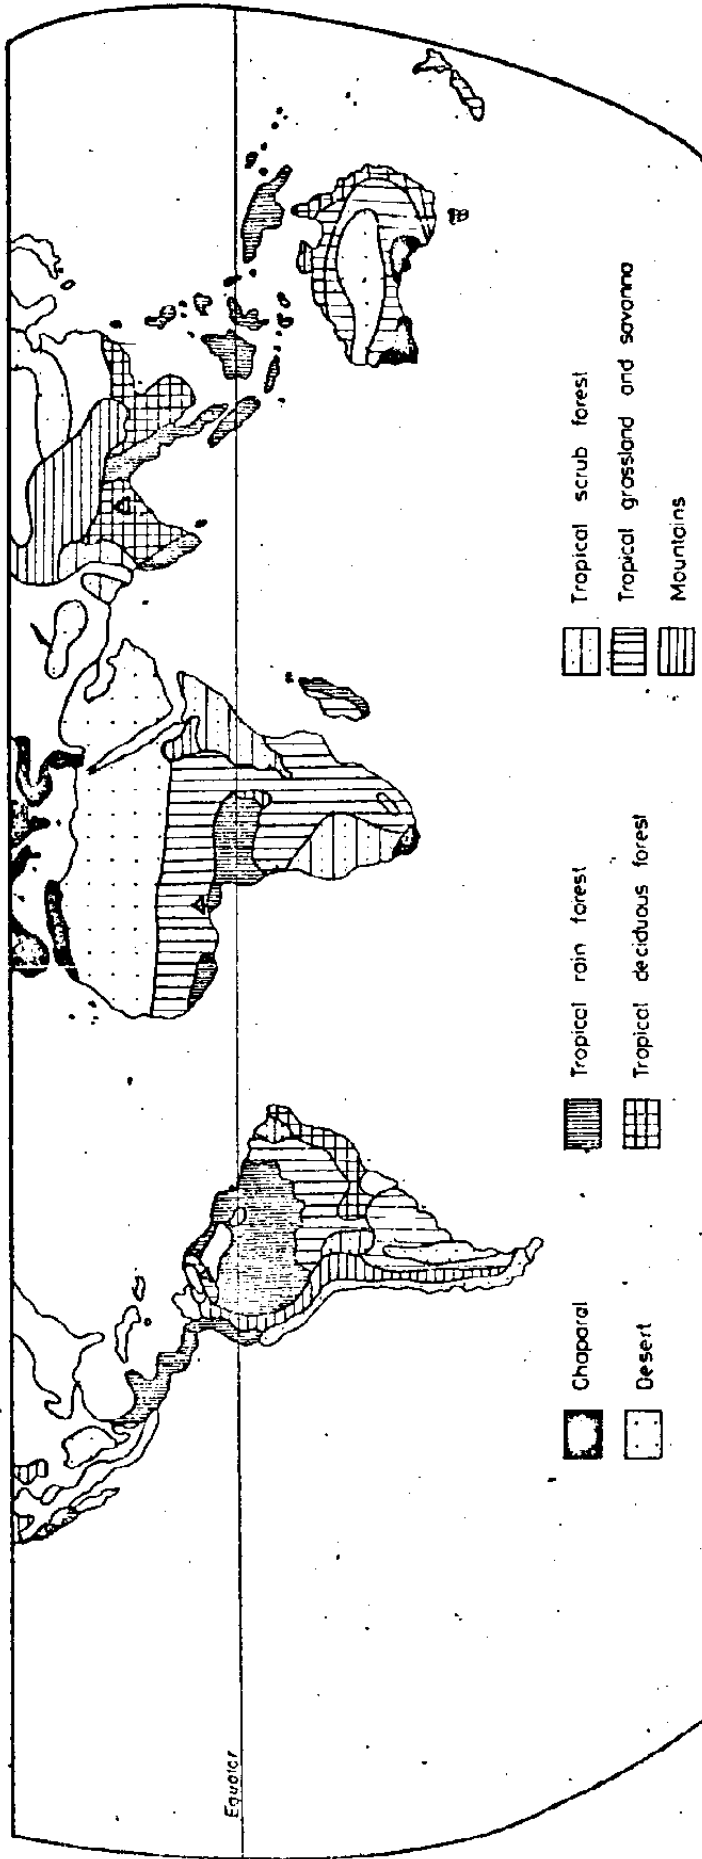 Equator
Chaparal
Desert
Tropical rain forest
Tropical deciduous forest
Tropical scrub forest
Tropical grassland and savanna
Mountains